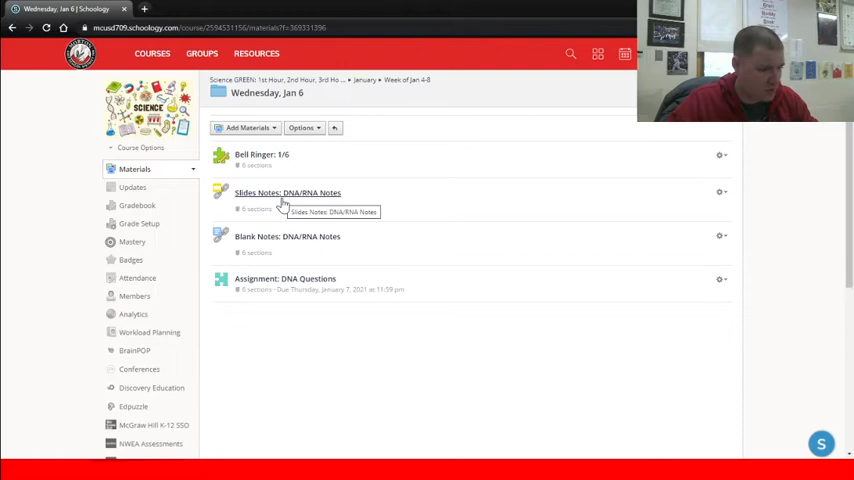 Wednesday, Jan 6 | Schoology
mcusd709.schoology.com/course/2594531156/materials?f=369331396
COURSES
GROUPS
RESOURCES
Science GREEN: 1st Hour, 2nd Hour, 3rd Ho ...
January
Week of Jan 4-8
Wednesday, Jan 6
SCIENCE
Course Options
Add Materials
Options
Materials
Updates
Gradebook
Grade Setup
Mastery
Badges
Attendance
Members
Analytics
Workload Planning
BrainPOP
Conferences
Discovery Education
Edpuzzle
McGraw Hill K-12 SSO
NWEA Assessments
Bell Ringer: 1/6
6 sections
Slides Notes: DNA/RNA Notes
6 sections
Slides Notes: DNA/RNA Notes
Blank Notes: DNA/RNA Notes
6 sections
Assignment: DNA Questions
6 sections - Due Thursday, January 7, 2021 at 11:59 pm
S